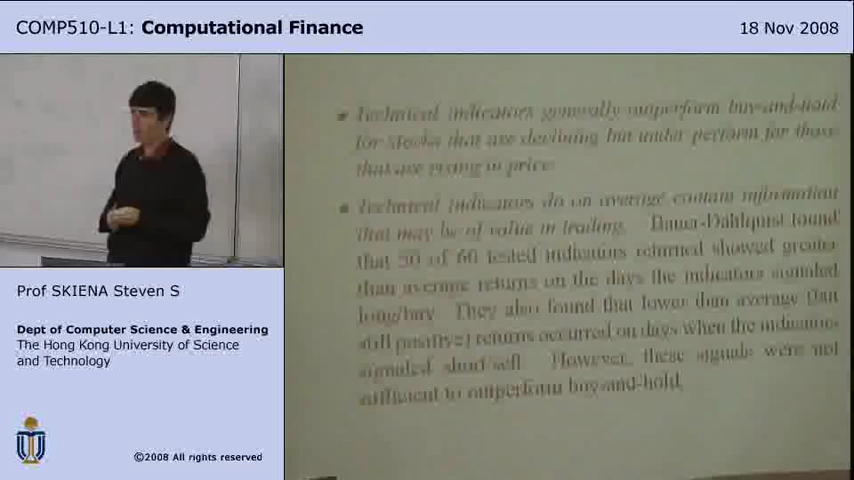 COMP510-L1: Computational Finance
18 Nov 2008
Technical indicators generally outperform buy-and-hold
for stocks that are declining but under perform for those
that are rising in price.
Technical indicators do on average contain information
that may be of value in trading. Bauer-Dahlquist found
that 50 of 60 tested indicators returned showed greater
than average returns on the days the indicators signaled
long/buy. They also found that lower than average (but
still positive) returns occurred on days when the indicators
signaled short/sell. However, these signals were not
sufficient to outperform buy-and-hold.
Prof SKIENA Steven S
Dept of Computer Science & Engineering
The Hong Kong University of Science
and Technology
©2008 All rights reserved